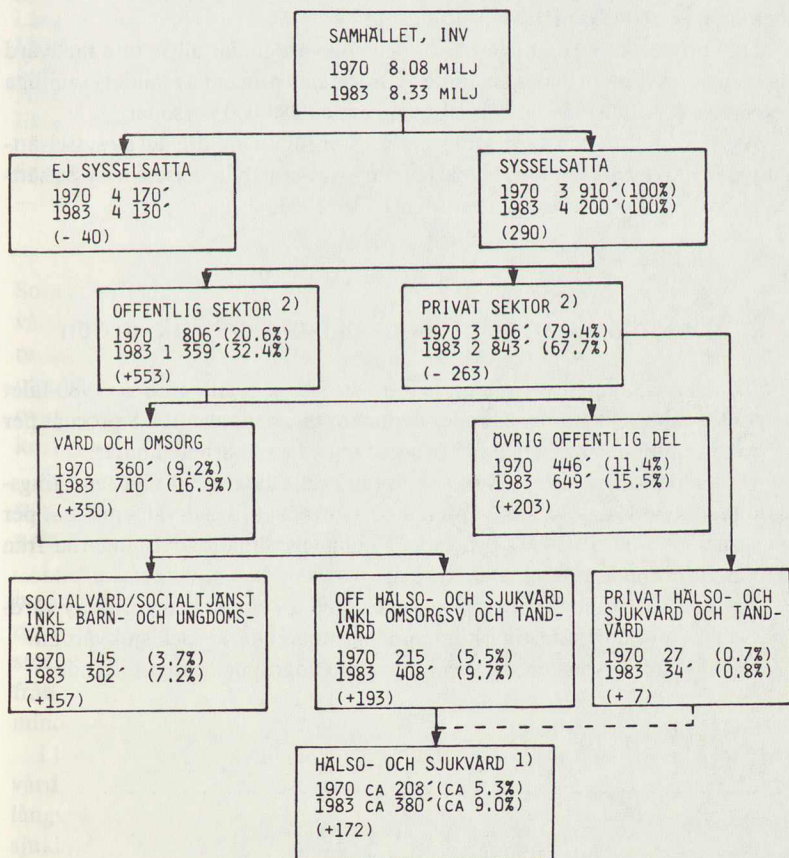 SAMHÄLLET, INV
1970 8.08 MILJ
1983 8.33 MILJ
EJ SYSSELSATTA
1970 4 170´
1983 4 130´
(- 40)
SYSSELSATTA
1970 3 910´(100%)
1983 4 200´(100%)
(290)
OFFENTLIG SEKTOR 2)
1970 806´(20.6%)
1983 1 359´(32.4%)
(+553)
PRIVAT SEKTOR 2)
1970 3 106´ (79.4%)
1983 2 843´ (67.7%)
(- 263)
VÅRD OCH OMSORG
1970 360´ (9.2%)
1983 710´ (16.9%)
(+350)
ÖVRIG OFFENTLIG DEL
1970 446´ (11.4%)
1983 649´ (15.5%)
(+203)
SOCIALVÅRD/SOCIALTJÄNST
INKL BARN- OCH UNGDOMS-
VÅRD
1970 145 (3.7%)
1983 302´ (7.2%)
(+157)
OFF HÄLSO- OCH SJUKVÅRD
INKL OMSORGSV OCH TAND-
VÅRD
1970 215 (5.5%)
1983 408´ (9.7%)
(+193)
PRIVAT HÄLSO- OCH
SJUKVÅRD OCH TAND-
VÅRD
1970 27 (0.7%)
1983 34´ (0.8%)
(+ 7)
HÄLSO- OCH SJUKVÅRD 1)
1970 CA 208´(CA 5.3%)
1983 CA 380´(CA 9.0%)
(+172)